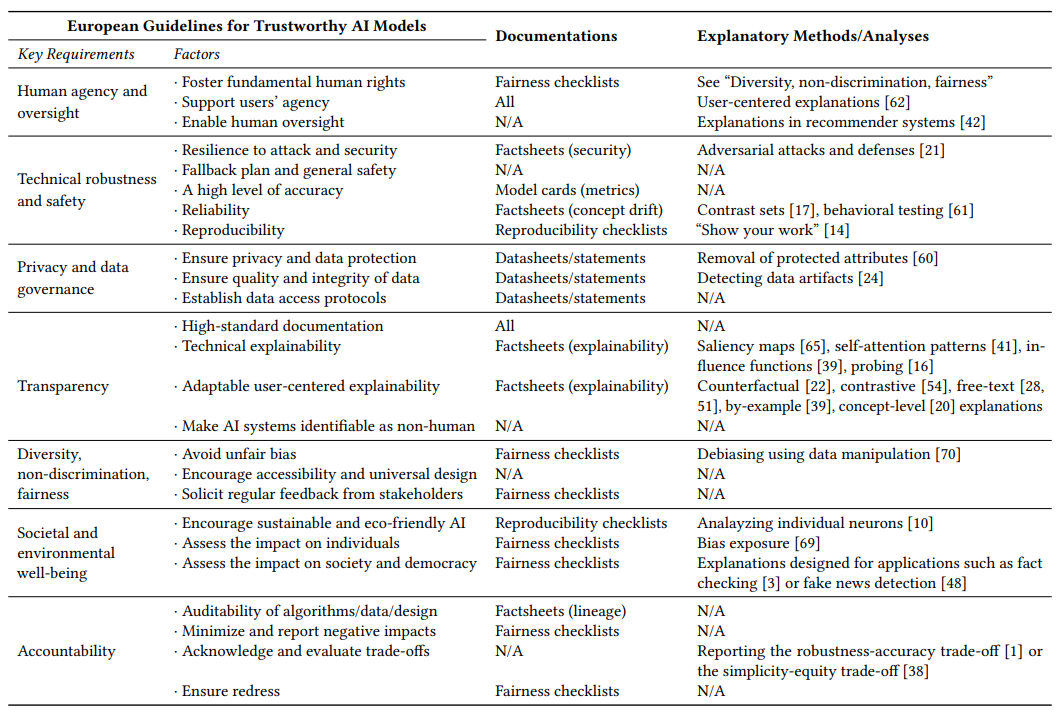 European Guidelines for Trustworthy AI Models
Documentations
Explanatory Methods/Analyses
Key Requirements
Factors
Human agency and
oversight
· Foster fundamental human rights
Fairness checklists
See “Diversity, non-discrimination, fairness”
· Support users’ agency
All
User-centered explanations [62]
· Enable human oversight
N/A
Explanations in recommender systems [42]
Technical robustness
and safety
· Resilience to attack and security
Factsheets (security)
Adversarial attacks and defenses [21]
· Fallback plan and general safety
N/A
N/A
· A high level of accuracy
Model cards (metrics)
N/A
· Reliability
Factsheets (concept drift)
Contrast sets [17], behavioral testing [61]
· Reproducibility
Reproducibility checklists
“Show your work” [14]
Privacy and data
governance
· Ensure privacy and data protection
Datasheets/statements
Removal of protected attributes [60]
· Ensure quality and integrity of data
Datasheets/statements
Detecting data artifacts [24]
· Establish data access protocols
Datasheets/statements
N/A
Transparency
· High-standard documentation
All
N/A
· Technical explainability
Factsheets (explainability)
Saliency maps [65], self-attention patterns [41], in-
fluence functions [39], probing [16]
· Adaptable user-centered explainability
Factsheets (explainability)
Counterfactual [22], contrastive [54], free-text [28,
51], by-example [39], concept-level [20] explanations
· Make AI systems identifiable as non-human
N/A
N/A
Diversity,
non-discrimination,
fairness
· Avoid unfair bias
Fairness checklists
Debiasing using data manipulation [70]
· Encourage accessibility and universal design
N/A
N/A
· Solicit regular feedback from stakeholders
Fairness checklists
N/A
Societal and
environmental
well-being
· Encourage sustainable and eco-friendly AI
Reproducibility checklists
Analayzing individual neurons [10]
· Assess the impact on individuals
Fairness checklists
Bias exposure [69]
· Assess the impact on society and democracy
Fairness checklists
Explanations designed for applications such as fact
checking [3] or fake news detection [48]
Accountability
· Auditability of algorithms/data/design
Factsheets (lineage)
N/A
· Minimize and report negative impacts
Fairness checklists
N/A
· Acknowledge and evaluate trade-offs
N/A
Reporting the robustness-accuracy trade-off [1] or
the simplicity-equity trade-off [38]
· Ensure redress
Fairness checklists
N/A